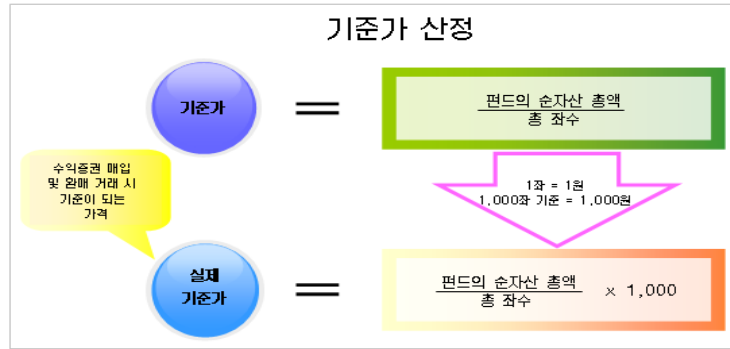 기준가 산정
기준가
=
펀드의 순자산 총액
총 좌수
수익증권 매입
및 환매 거래 시
기준이 되는
가격
1좌 = 1원
1,000좌 기준 = 1,000원
실제
기준가
=
펀드의 순자산 총액
총 좌수
x 1,000